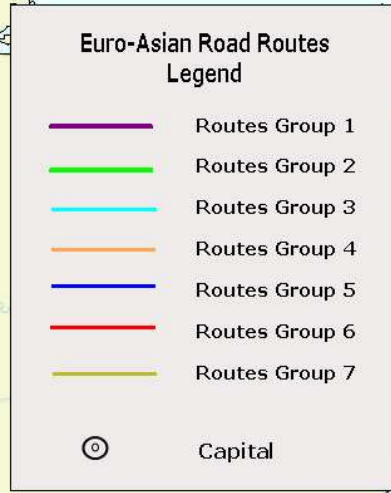 Euro-Asian Road Routes
Legend
Routes Group 1
Routes Group 2
Routes Group 3
Routes Group 4
Routes Group 5
Routes Group 6
Routes Group 7
Capital